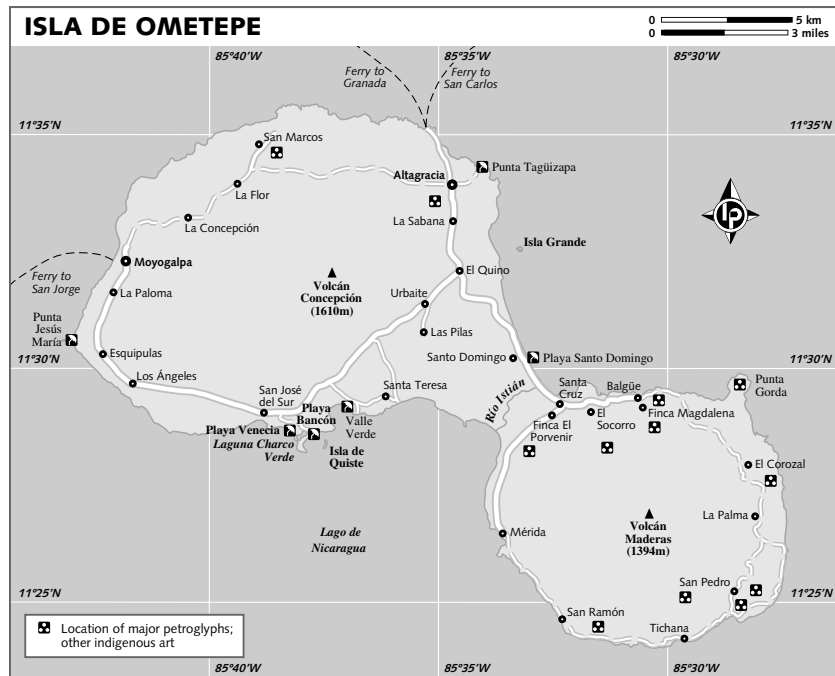 ISLA DE OMETEPE
0 5 km
0 3 miles
85°40'W
85°35'W
85°30'W
Ferry to
Granada
Ferry to
San Carlos
11°35'N
11°35'N
San Marcos
Altagracia
Punta Tagüizapa
La Flor
La Concepción
La Sabana
lp
Isla Grande
Moyogalpa
Ferry to
San Jorge
La Paloma
Volcán
Concepción
(1610m)
El Quino
Urbaite
Punta
Jesús
María
Las Pilas
Esquipulas
Santo Domingo
Playa Santo Domingo
11°30'N
11°30'N
Los Ángeles
San José
del Sur
Santa Teresa
Río Istián
Santa
Cruz
Balgüe
Punta
Gorda
Playa
Bancón
Valle
Verde
Finca El
Porvenir
El
Socorro
Finca Magdalena
Playa Venecia
Laguna Charco
Verde
Isla de
Quiste
El Corozal
Lago de
Nicaragua
Mérida
Volcán
Maderas
(1394m)
La Palma
San Pedro
11°25'N
11°25'N
San Ramón
Tichana
Location of major petroglyphs;
other indigenous art
85°40'W
85°35'W
85°30'W